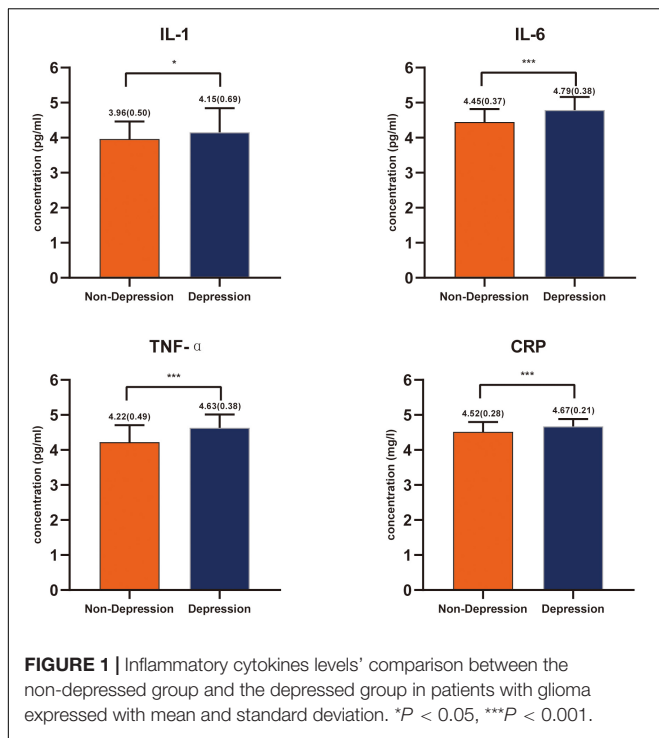 IL-1
*
3.96(0.50)
4.15(0.69)
concentration (pg/ml)
6
5
4
3
2
1
0
Non-Depression Depression
IL-6
***
4.45(0.37)
4.79(0.38)
concentration (pg/ml)
6
5
4
3
2
1
0
Non-Depression Depression
TNF- α
***
4.22(0.49)
4.63(0.38)
concentration (pg/ml)
6
5
4
3
2
1
0
Non-Depression Depression
CRP
***
4.52(0.28)
4.67(0.21)
concentration (mg/l)
6
5
4
3
2
1
0
Non-Depression Depression
FIGURE 1 | Inflammatory cytokines levels' comparison between the
non-depressed group and the depressed group in patients with glioma
expressed with mean and standard deviation. *P < 0.05, ***P < 0.001.